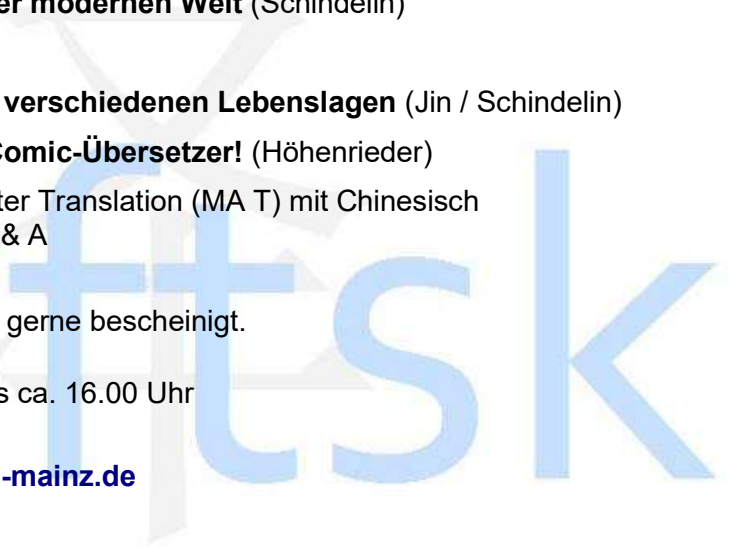 er modernen Welt (Schindelin)
verschiedenen Lebenslagen (Jin / Schindelin)
Comic-Übersetzer! (Höhenrieder)
ter Translation (MA T) mit Chinesisch
& A
gerne bescheinigt.
s ca. 16.00 Uhr
-mainz.de
ftsk